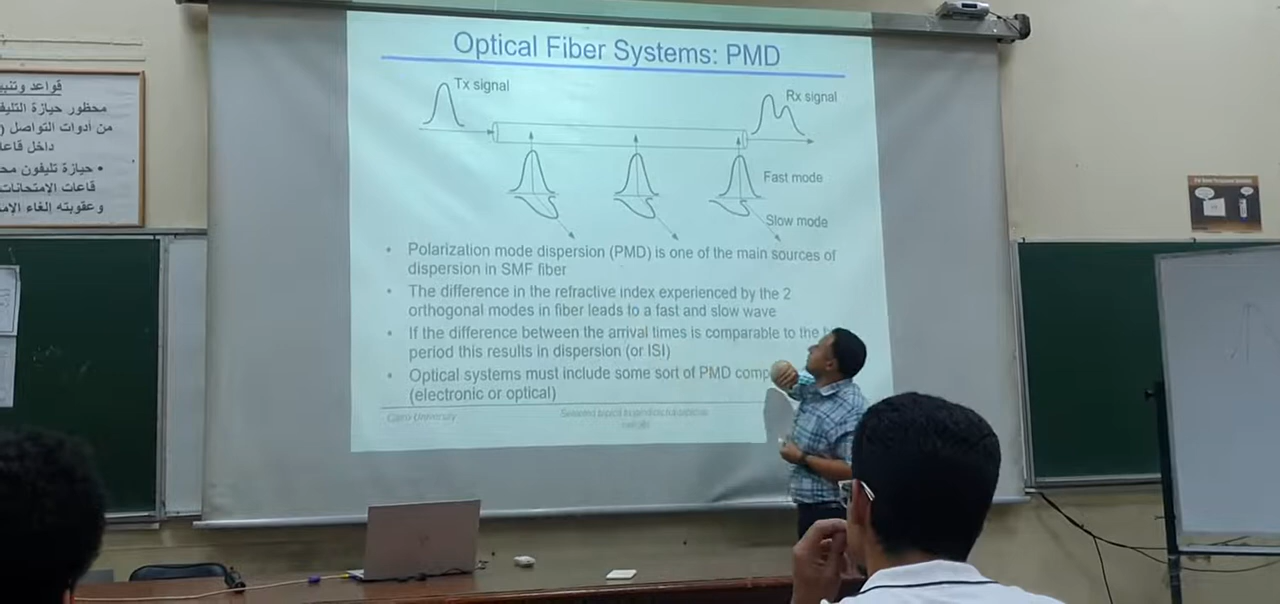 Optical Fiber Systems: PMD
Tx signal
Rx signal
Fast mode
Slow mode
• Polarization mode dispersion (PMD) is one of the main sources of
dispersion in SMF fiber
• The difference in the refractive index experienced by the 2
orthogonal modes in fiber leads to a fast and slow wave
• If the difference between the arrival times is comparable to the
period this results in dispersion (or ISI)
• Optical systems must include some sort of PMD comp
(electronic or optical)
Cairo University
قواعد وتنبي
محظور حيازة التليف
من أدوات التواصل (
داخل قاعا
• حيازة تليفون مح
قاعات الإمتحانات
وعقوبته إلغاء الإم